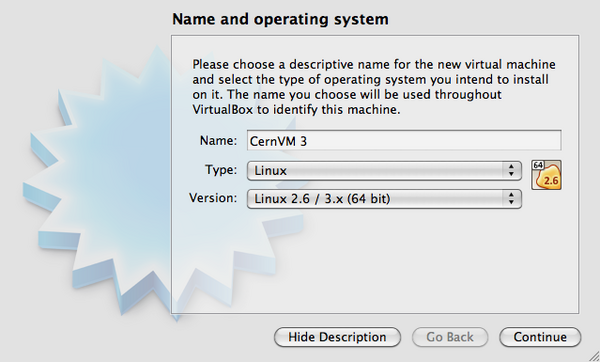 Name and operating system
Please choose a descriptive name for the new virtual machine
and select the type of operating system you intend to install
on it. The name you choose will be used throughout
VirtualBox to identify this machine.
Name: CernVM 3
Type: Linux
64
2.6
Version: Linux 2.6 / 3.x (64 bit)
Hide Description Go Back Continue